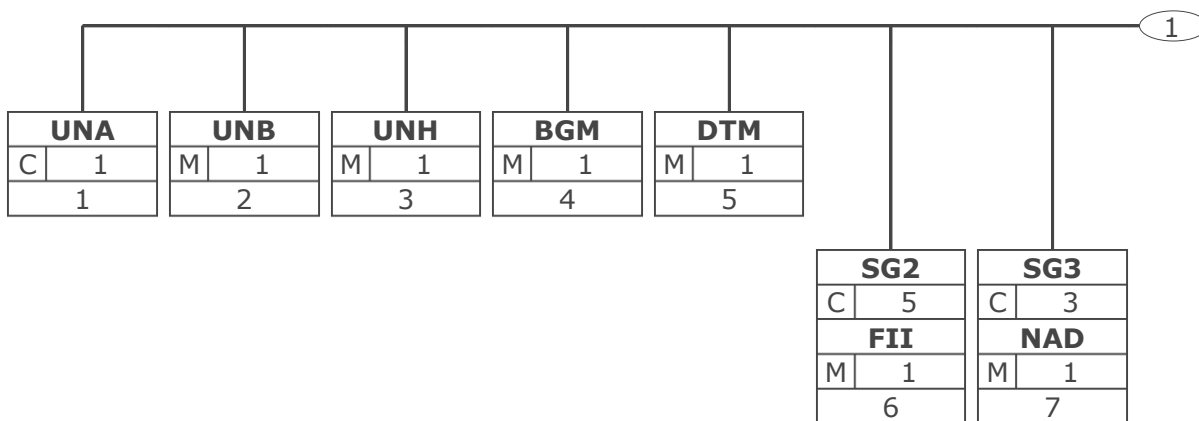 1
UNA UNB UNH BGM DTM
C 1 M 1 M 1 M 1 M 1
1 2 3 4 5
SG2 SG3
C 5 C 3
FII NAD
M 1 M 1
6 7